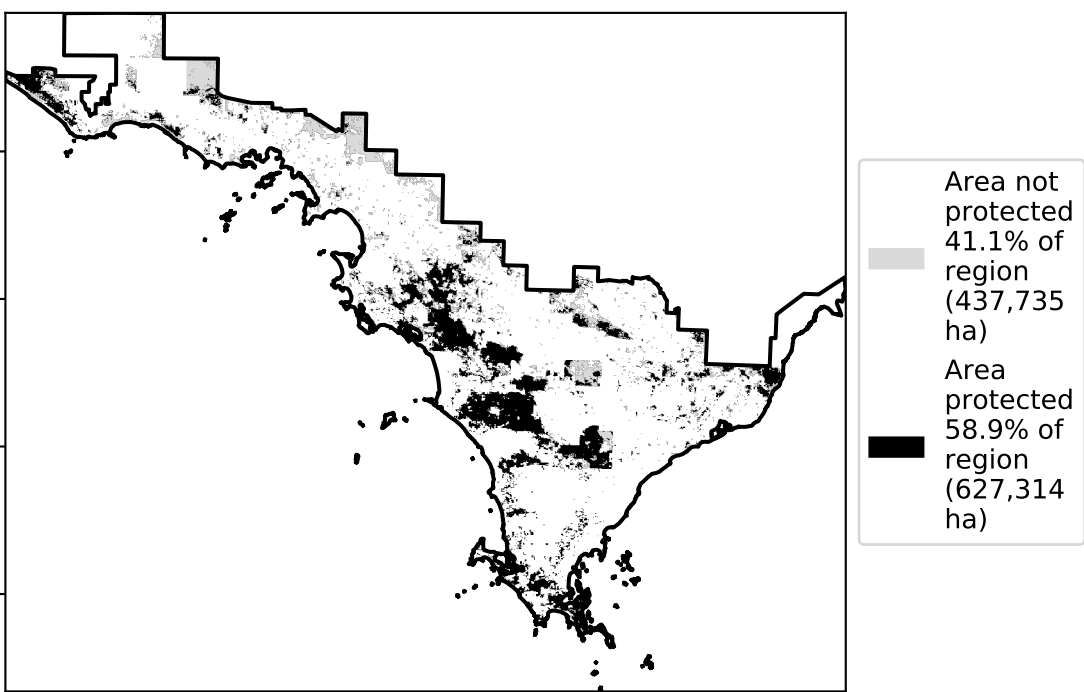 Area not
protected
41.1% of
region
(437,735
ha)
Area
protected
58.9% of
region
(627,314
ha)